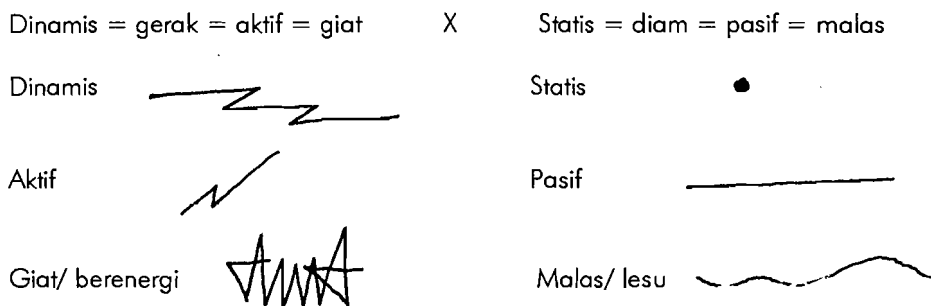 Dinamis = gerak = aktif = giat X Statis = diam = pasif = malas
Dinamis Statis
Aktif Pasif
Giat/ berenergi Malas/ lesu